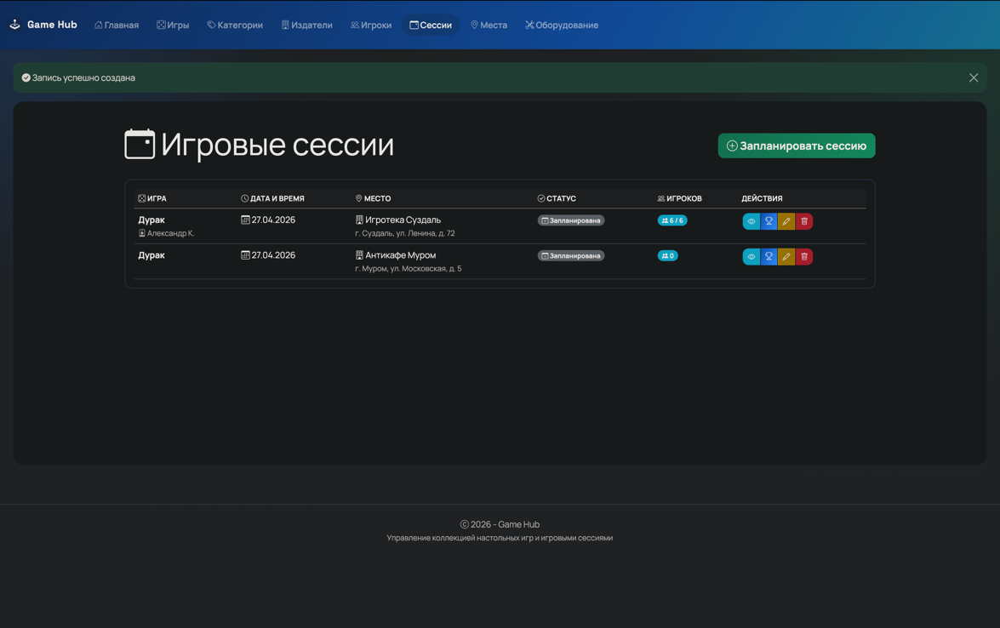 Game Hub Главная Игры Категории Издатели Игроки Сессии Места Оборудование
Запись успешно создана
Игровые сессии
Запланировать сессию
ИГРА ДАТА И ВРЕМЯ МЕСТО СТАТУС ИГРОКОВ ДЕЙСТВИЯ
Дурак 27.04.2026 Игротека Суздаль Запланирована 6 / 6
Александр К. г. Суздаль, ул. Ленина, д. 72
Дурак 27.04.2026 Антикафе Муром Запланирована 0
г. Муром, ул. Московская, д. 5
© 2026 - Game Hub
Управление коллекцией настольных игр и игровыми сессиями